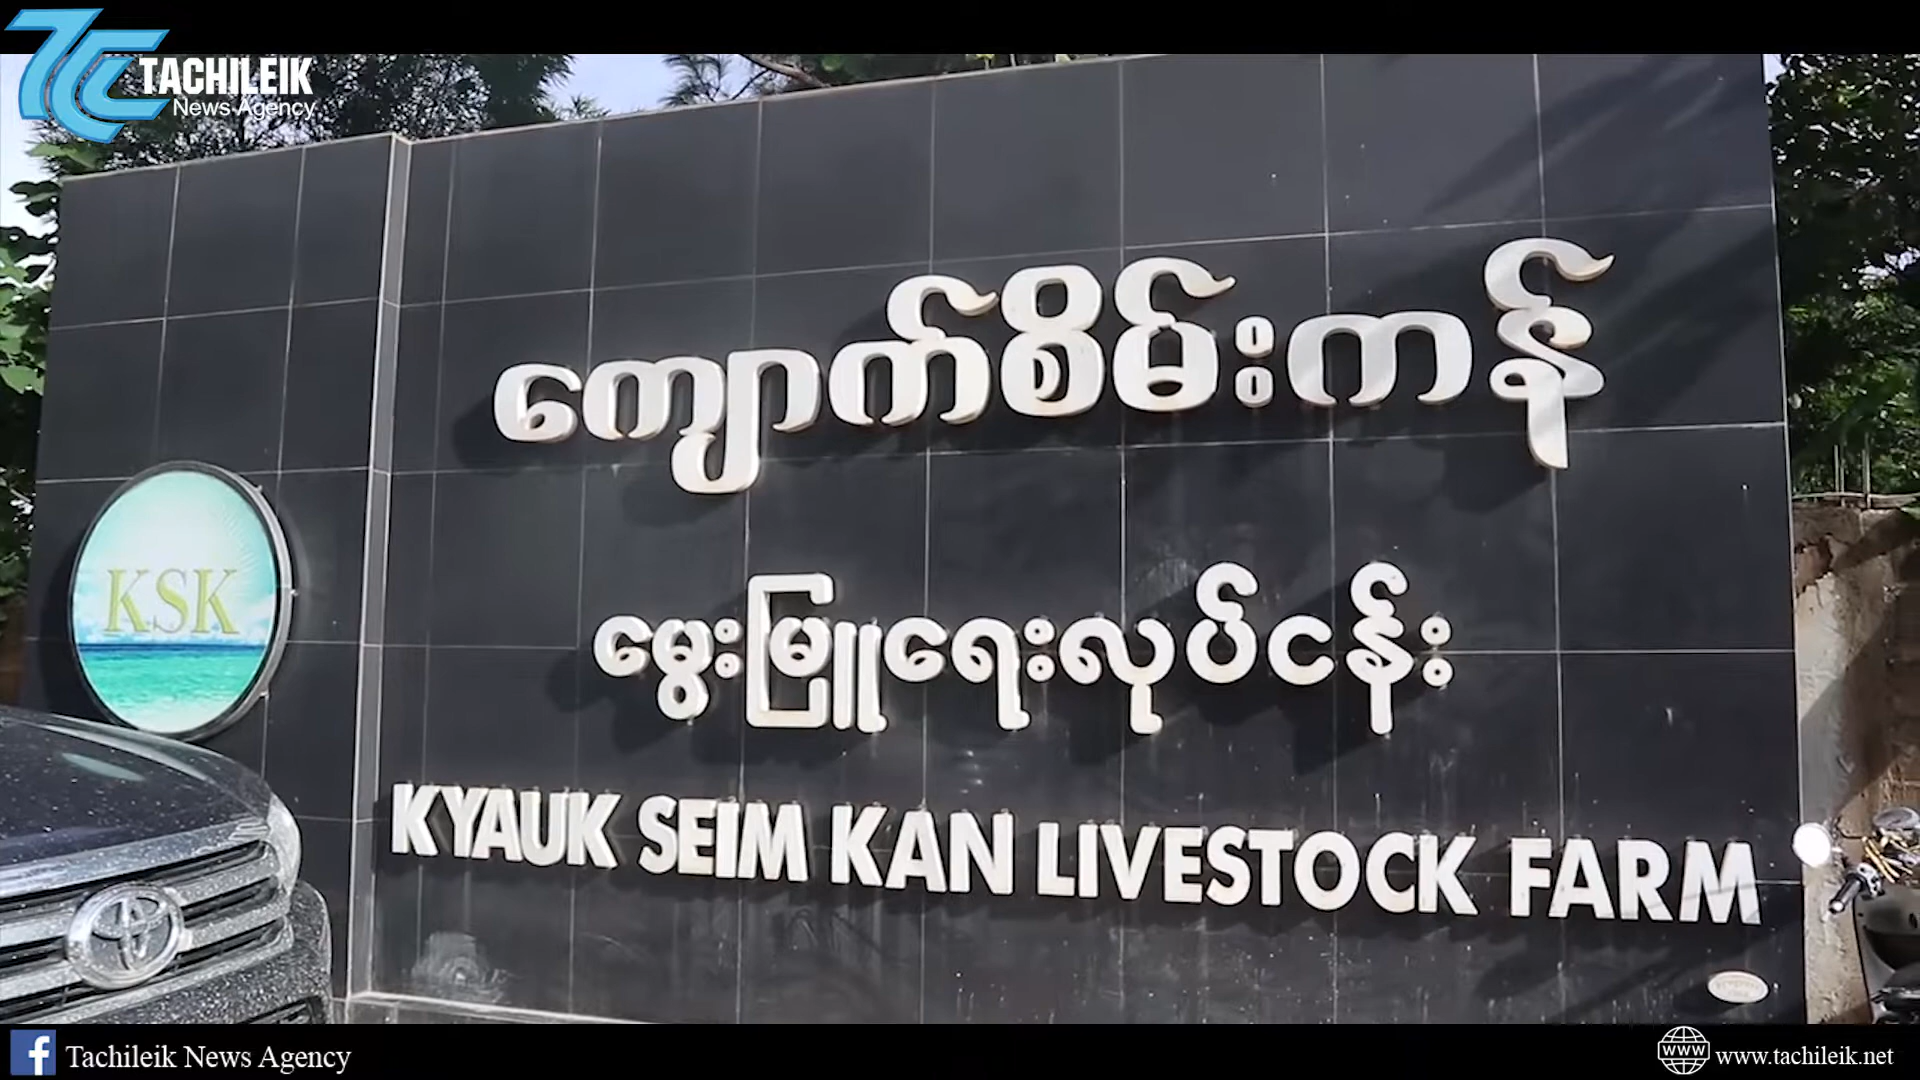 TACHILEIK
News Agency
ကျောက်စိမ်းကန်
မွေးမြူရေးလုပ်ငန်း
KSK
KYAUK SEIM KAN LIVESTOCK FARM
Tachileik News Agency
www
www.tachileik.net